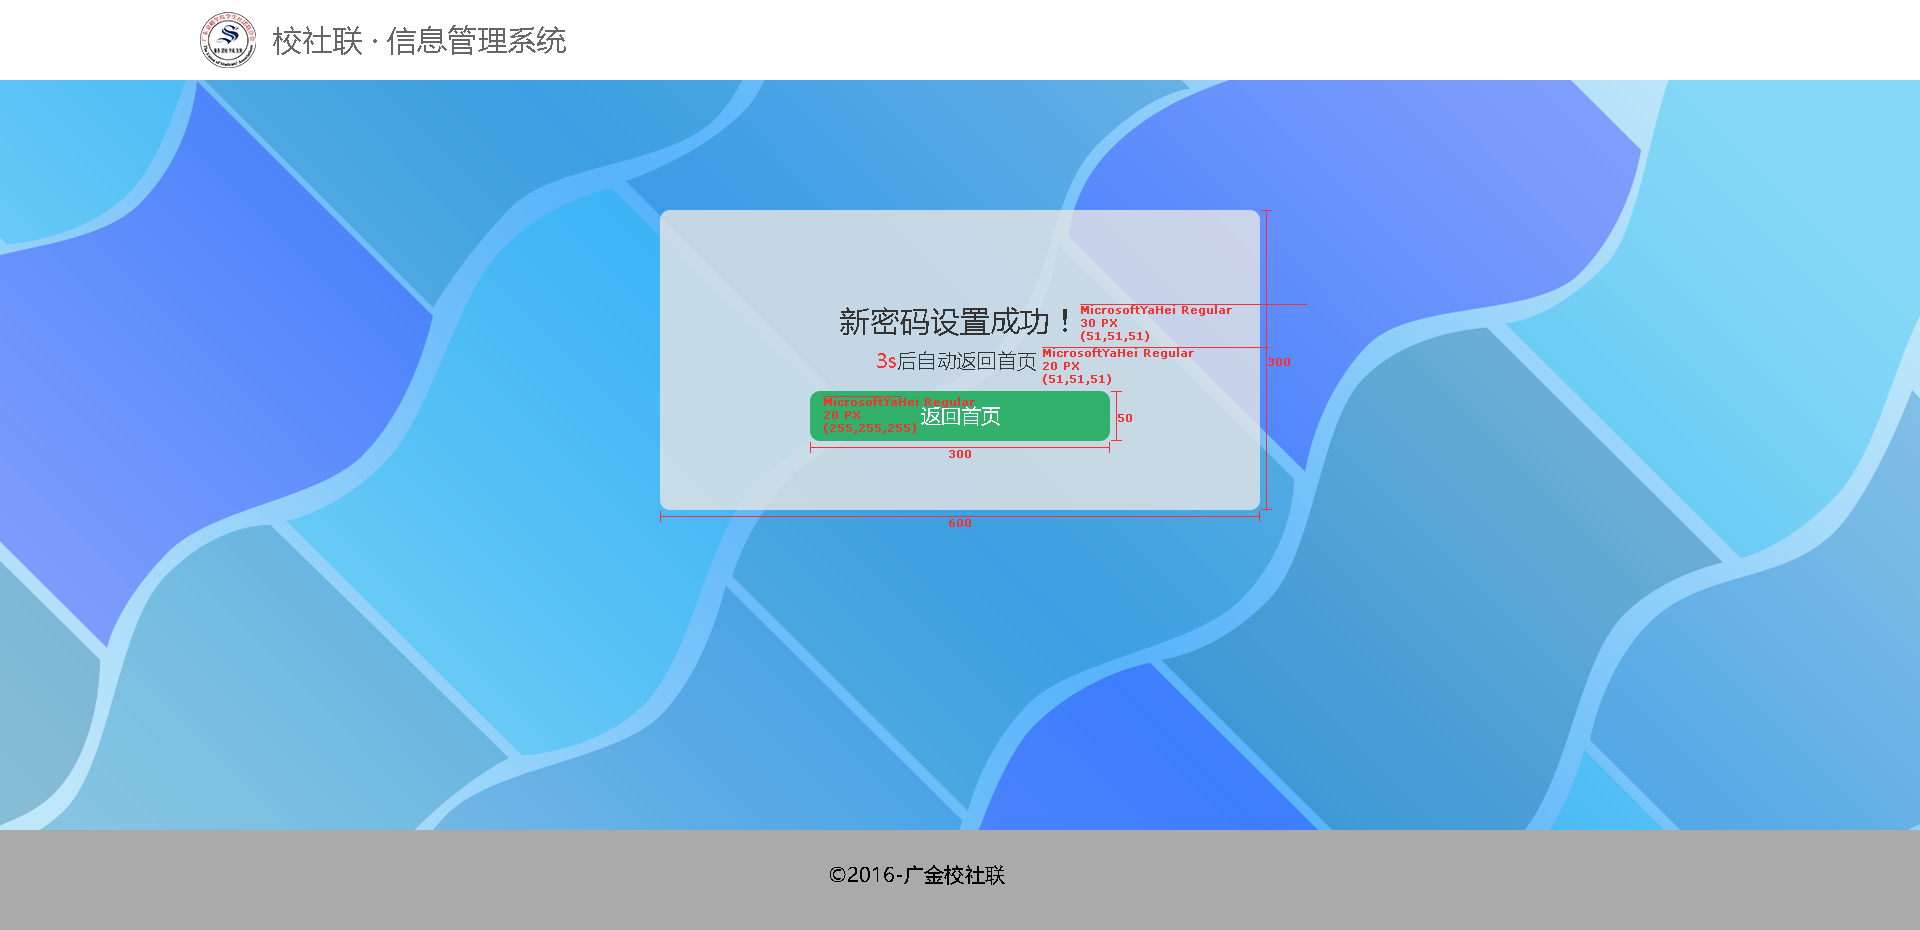 校社联 · 信息管理系统
新密码设置成功！
MicrosoftYaHei Regular
30 PX
(51,51,51)
3s后自动返回首页
MicrosoftYaHei Regular
20 PX
(51,51,51)
300
MicrosoftYaHei Regular
20 PX
(255,255,255)
返回首页
50
300
600
©2016-广金校社联